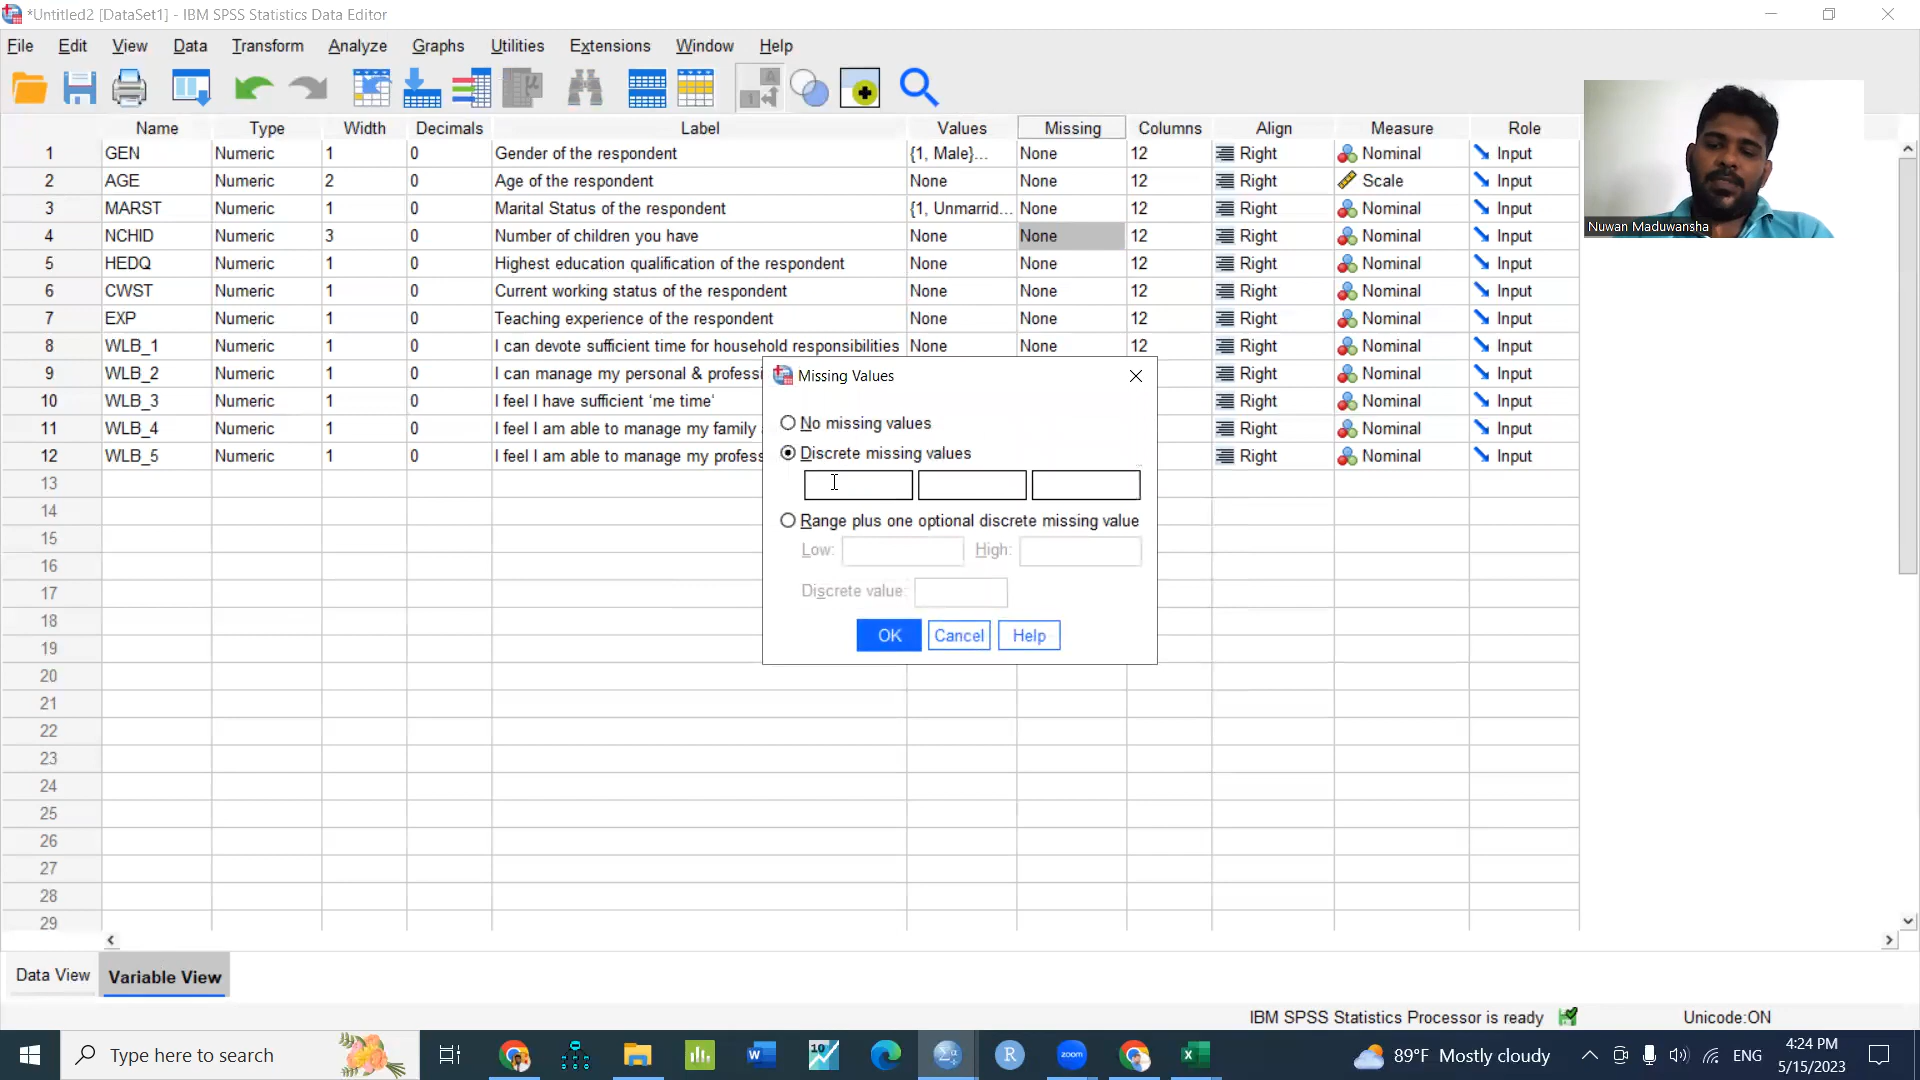 *Untitled2 [DataSet1] - IBM SPSS Statistics Data Editor
File Edit View Data Transform Analyze Graphs Utilities Extensions Window Help
Name Type Width Decimals Label Values Missing Columns Align Measure Role
1 GEN Numeric 1 0 Gender of the respondent {1, Male}... None 12 Right Nominal Input
2 AGE Numeric 2 0 Age of the respondent None None 12 Right Scale Input
3 MARST Numeric 1 0 Marital Status of the respondent {1, Unmarrid... None 12 Right Nominal Input
4 NCHID Numeric 3 0 Number of children you have None None 12 Right Nominal Input
5 HEDQ Numeric 1 0 Highest education qualification of the respondent None None 12 Right Nominal Input
6 CWST Numeric 1 0 Current working status of the respondent None None 12 Right Nominal Input
7 EXP Numeric 1 0 Teaching experience of the respondent None None 12 Right Nominal Input
8 WLB_1 Numeric 1 0 I can devote sufficient time for household responsibilities None None 12 Right Nominal Input
9 WLB_2 Numeric 1 0 I can manage my personal & professi Right Nominal Input
10 WLB_3 Numeric 1 0 I feel I have sufficient 'me time' Right Nominal Input
11 WLB_4 Numeric 1 0 I feel I am able to manage my family Right Nominal Input
12 WLB_5 Numeric 1 0 I feel I am able to manage my profess Right Nominal Input
13
14
15
16
17
18
19
20
21
22
23
24
25
26
27
28
29
Nuwan Maduwansha
Missing Values
No missing values
Discrete missing values
Range plus one optional discrete missing value
Low: High:
Discrete value:
OK Cancel Help
Data View Variable View
IBM SPSS Statistics Processor is ready Unicode:ON
Type here to search
zoom
89°F Mostly cloudy ENG
4:24 PM
5/15/2023